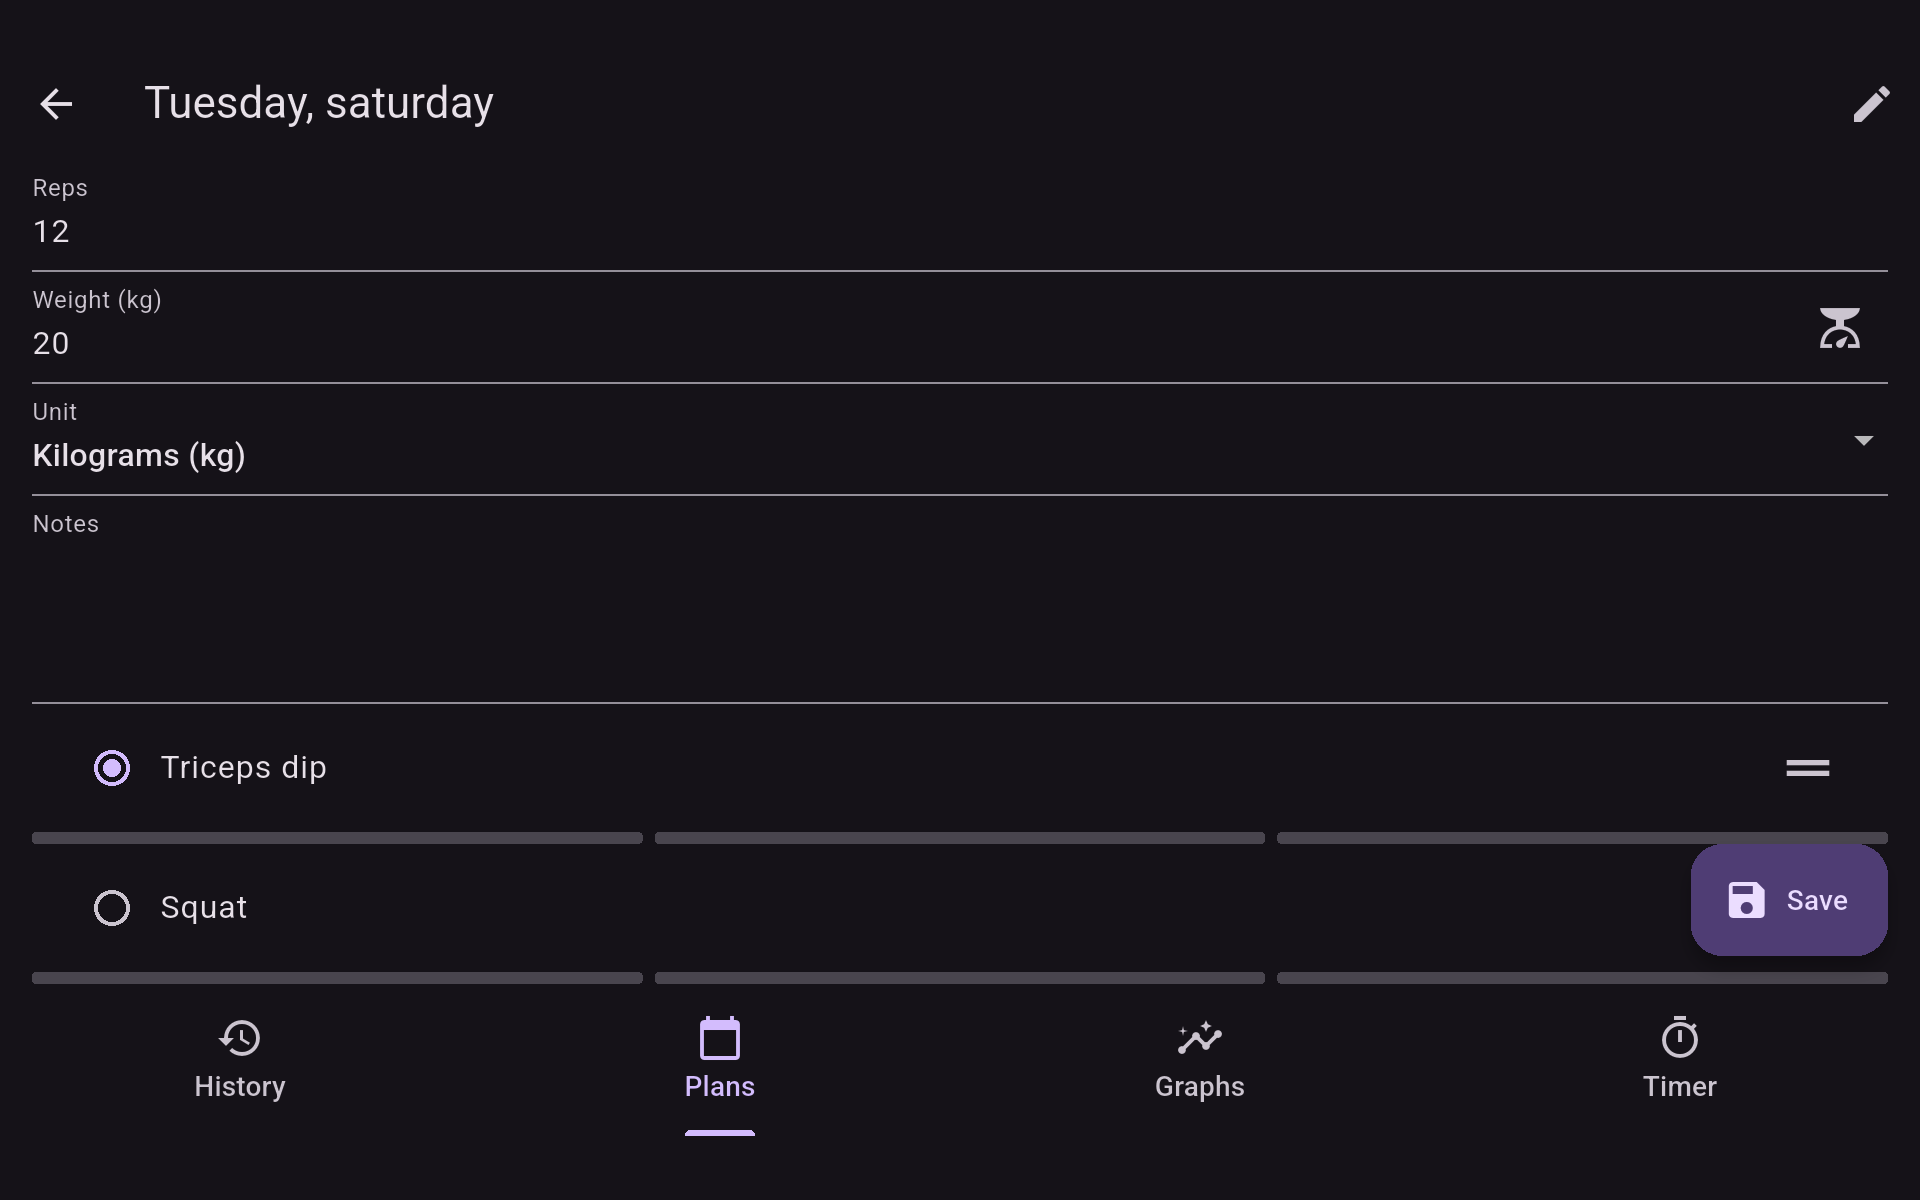 Tuesday, saturday
Reps
12
Weight (kg)
20
Unit
Kilograms (kg)
Notes
Triceps dip
Squat
Save
History
Plans
Graphs
Timer